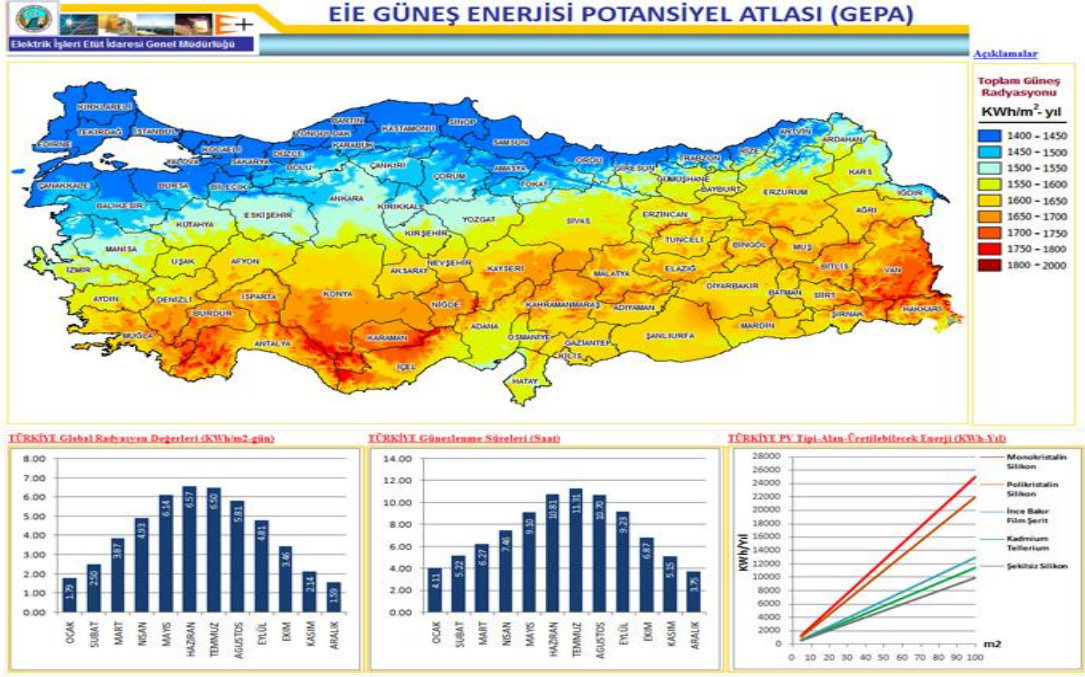 EİE GÜNEŞ ENERJİSİ POTANSİYEL ATLASI (GEPA)
Elektrik İşleri Etüt İdaresi Genel Müdürlüğü
Açıklamalar
Toplam Güneş
Radyasyonu
KWh/m²- yıl
1400 - 1450
1450 - 1500
1500 - 1550
1550 - 1600
1600 - 1650
1650 - 1700
1700 - 1750
1750 - 1800
1800 - 2000
KIRKLARELİ
TEKİRDAĞ
İSTANBUL
EDİRNE
KOCAELİ
YALOVA
SAKARYA
DÜZCE
BOLU
ZONGULDAK
BARTIN
KARABÜK
KASTAMONU
SİNOP
SAMSUN
ORDU
GİRESUN
TRABZON
RİZE
ARTVİN
ARDAHAN
ÇANAKKALE
BURSA
BİLECİK
ÇANKIRI
ÇORUM
AMASYA
TOKAT
GÜMÜŞHANE
BAYBURT
ERZURUM
KARS
IĞDIR
BALIKESİR
KÜTAHYA
ESKİŞEHİR
ANKARA
KIRIKKALE
YOZGAT
SİVAS
ERZİNCAN
AĞRI
MANİSA
UŞAK
AFYON
KIRŞEHİR
NEVŞEHİR
KAYSERİ
TUNCELİ
BİNGÖL
MUŞ
İZMİR
AKSARAY
MALATYA
ELAZIĞ
BİTLİS
VAN
AYDIN
DENİZLİ
ISPARTA
KONYA
NİĞDE
KAHRAMANMARAŞ
ADIYAMAN
DİYARBAKIR
BATMAN
SİİRT
HAKKARİ
BURDUR
MUĞLA
ANTALYA
KARAMAN
İÇEL
ADANA
OSMANİYE
GAZİANTEP
KİLİS
ŞANLIURFA
MARDİN
ŞIRNAK
HATAY
TÜRKİYE Global Radyasyon Değerleri (KWh/m2-gün)
8.00
7.00
6.00
5.00
4.00
3.00
2.00
1.00
0.00
1.79
2.50
3.87
4.93
6.14
6.57
6.50
5.81
4.81
3.46
2.14
1.59
OCAK
SUBAT
MART
NISAN
MAYIS
HAZIRAN
TEMMUZ
AGUSTOS
EYLÜL
EKIM
KASIM
ARALIK
TÜRKİYE Güneşlenme Süreleri (Saat)
14.00
12.00
10.00
8.00
6.00
4.00
2.00
0.00
4.11
5.22
6.27
7.46
9.10
10.81
11.31
10.70
9.23
6.87
5.15
3.75
OCAK
SUBAT
MART
NISAN
MAYIS
HAZIRAN
TEMMUZ
AGUSTOS
EYLÜL
EKIM
KASIM
ARALIK
TÜRKİYE PV Tipi-Alan-Üretilebilecek Enerji (KWh-Yıl)
KWh/Yıl
28000
26000
24000
22000
20000
18000
16000
14000
12000
10000
8000
6000
4000
2000
0
0 10 20 30 40 50 60 70 80 90 100
m2
Monokristalin
Silikon
Polikristalin
Silikon
İnce Bakır
Film Şerit
Kadmium
Tellerium
Şekilsiz Silikon